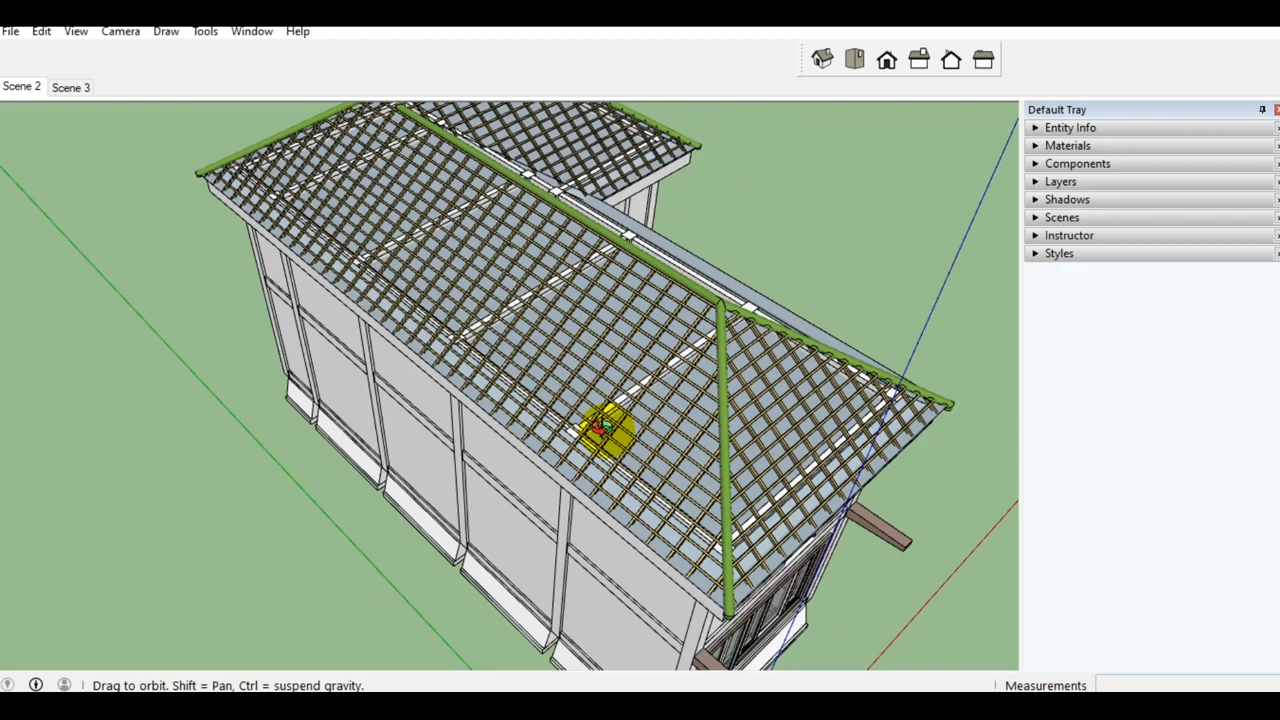 File Edit View Camera Draw Tools Window Help
Scene 2 Scene 3
Default Tray
Entity Info
Materials
Components
Layers
Shadows
Scenes
Instructor
Styles
Drag to orbit. Shift = Pan, Ctrl = suspend gravity.
Measurements